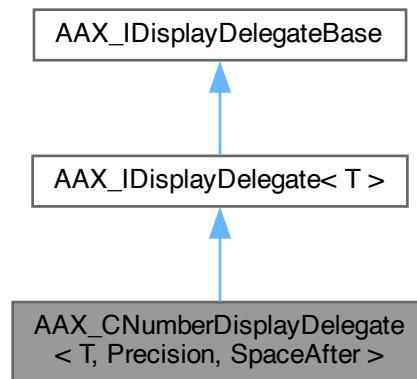 AAX_IDisplayDelegateBase
AAX_IDisplayDelegate< T >
AAX_CNumberDisplayDelegate
< T, Precision, SpaceAfter >